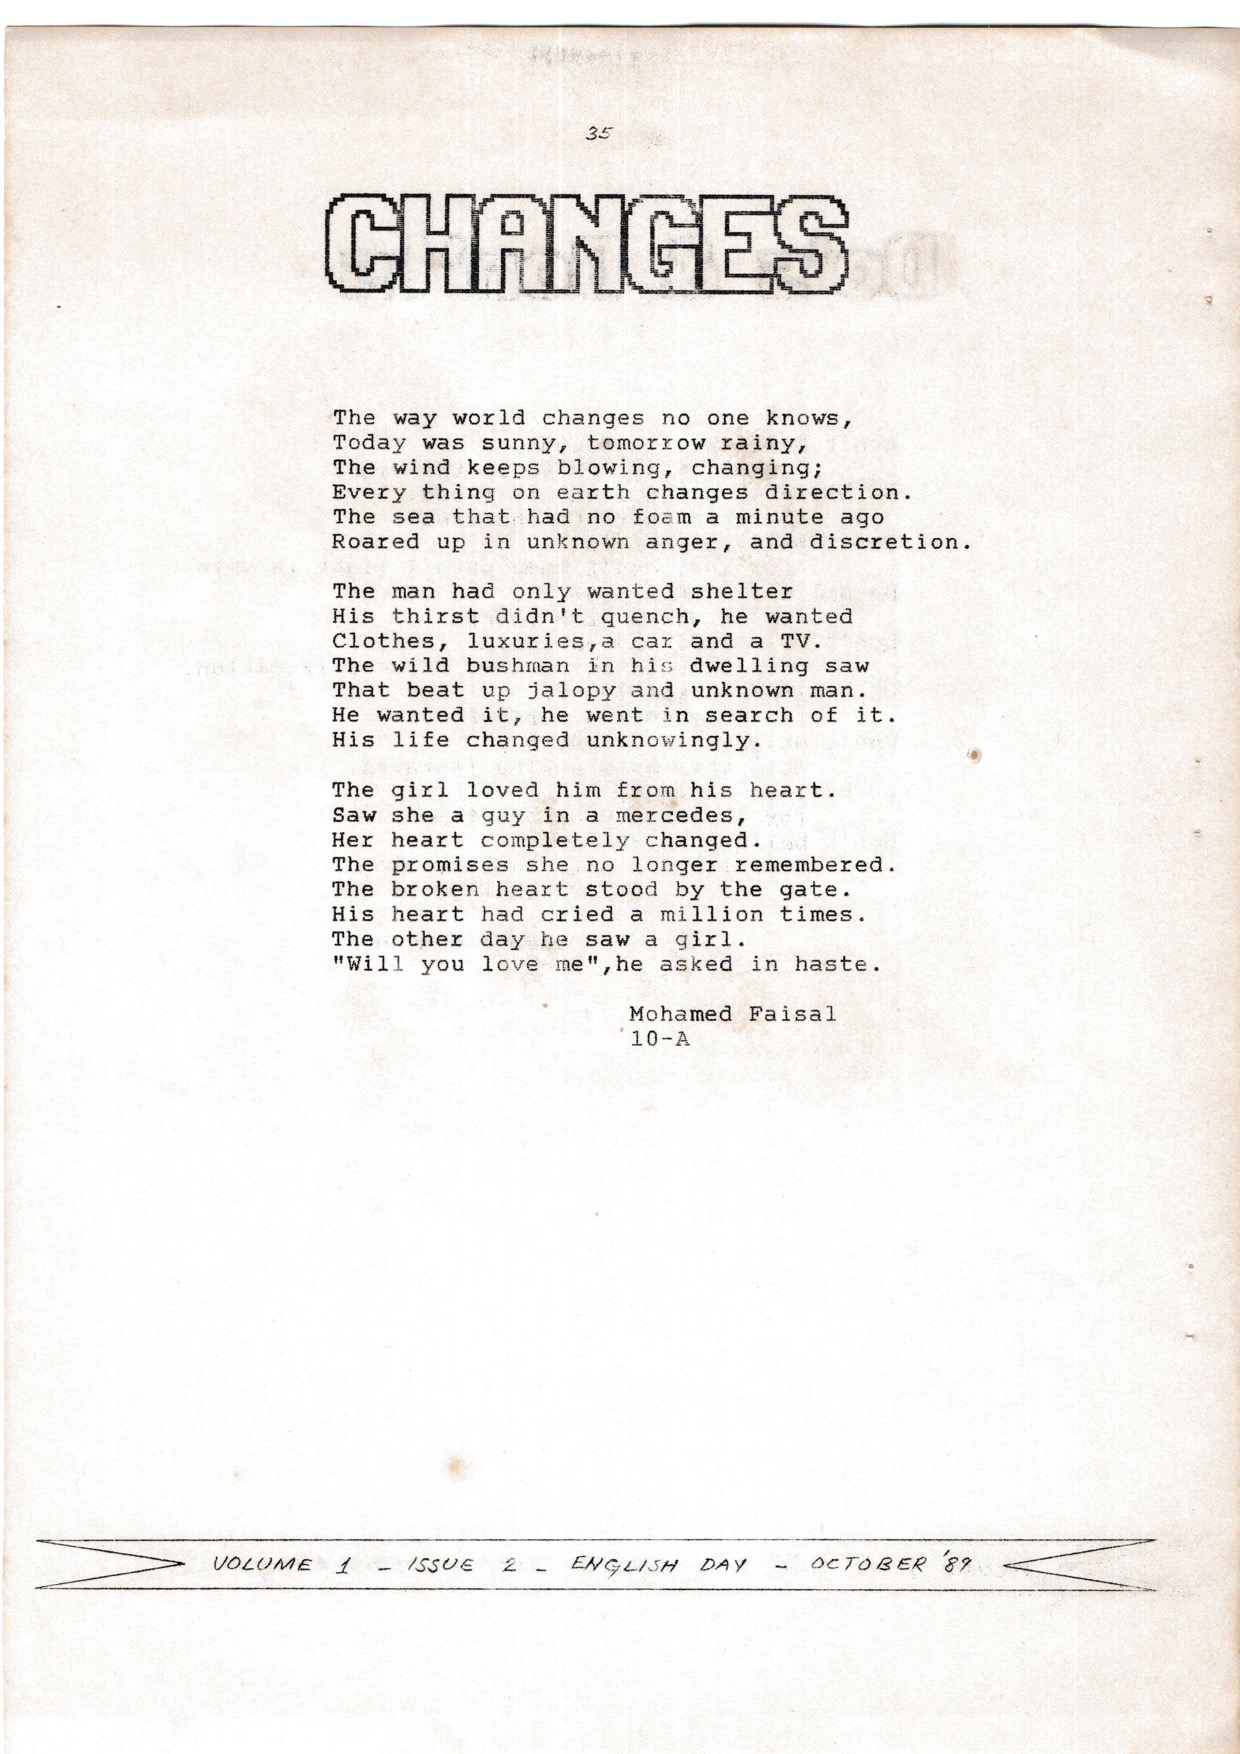 35
CHANGES
The way world changes no one knows,
Today was sunny, tomorrow rainy,
The wind keeps blowing, changing;
Every thing on earth changes direction.
The sea that had no foam a minute ago
Roared up in unknown anger, and discretion.
The man had only wanted shelter
His thirst didn't quench, he wanted
Clothes, luxuries,a car and a TV.
The wild bushman in his dwelling saw
That beat up jalopy and unknown man.
He wanted it, he went in search of it.
His life changed unknowingly.
The girl loved him from his heart.
Saw she a guy in a mercedes,
Her heart completely changed.
The promises she no longer remembered.
The broken heart stood by the gate.
His heart had cried a million times.
The other day he saw a girl.
"Will you love me",he asked in haste.
Mohamed Faisal
10-A
VOLUME 1 - ISSUE 2 - ENGLISH DAY - OCTOBER '89